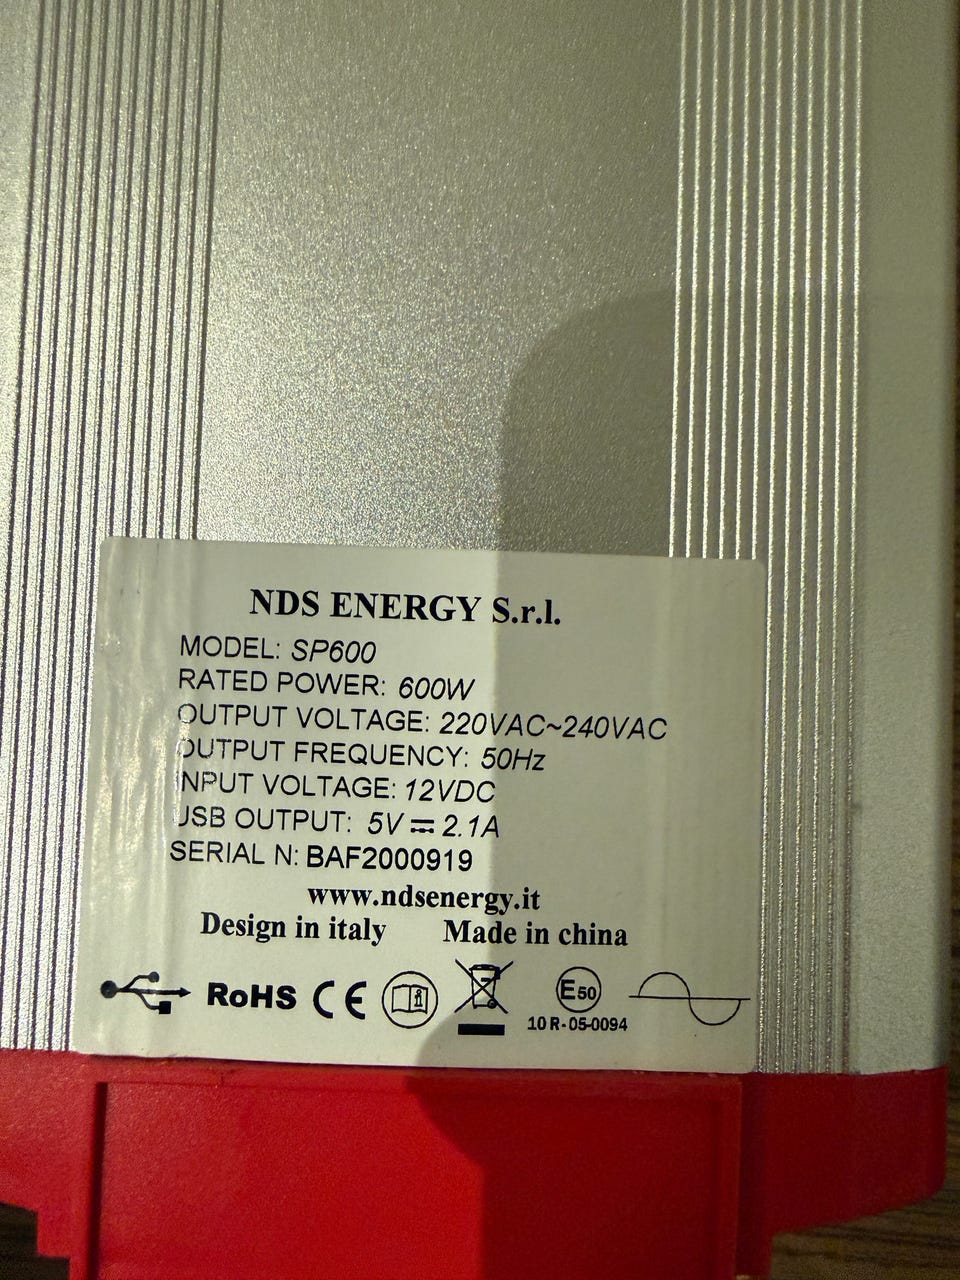 NDS ENERGY S.r.l.
MODEL: SP600
RATED POWER: 600W
OUTPUT VOLTAGE: 220VAC~240VAC
OUTPUT FREQUENCY: 50Hz
INPUT VOLTAGE: 12VDC
USB OUTPUT: 5V ⎓ 2.1A
SERIAL N: BAF2000919
www.ndsenergy.it
Design in italy Made in china
RoHS CE i E50
10 R-05-0094